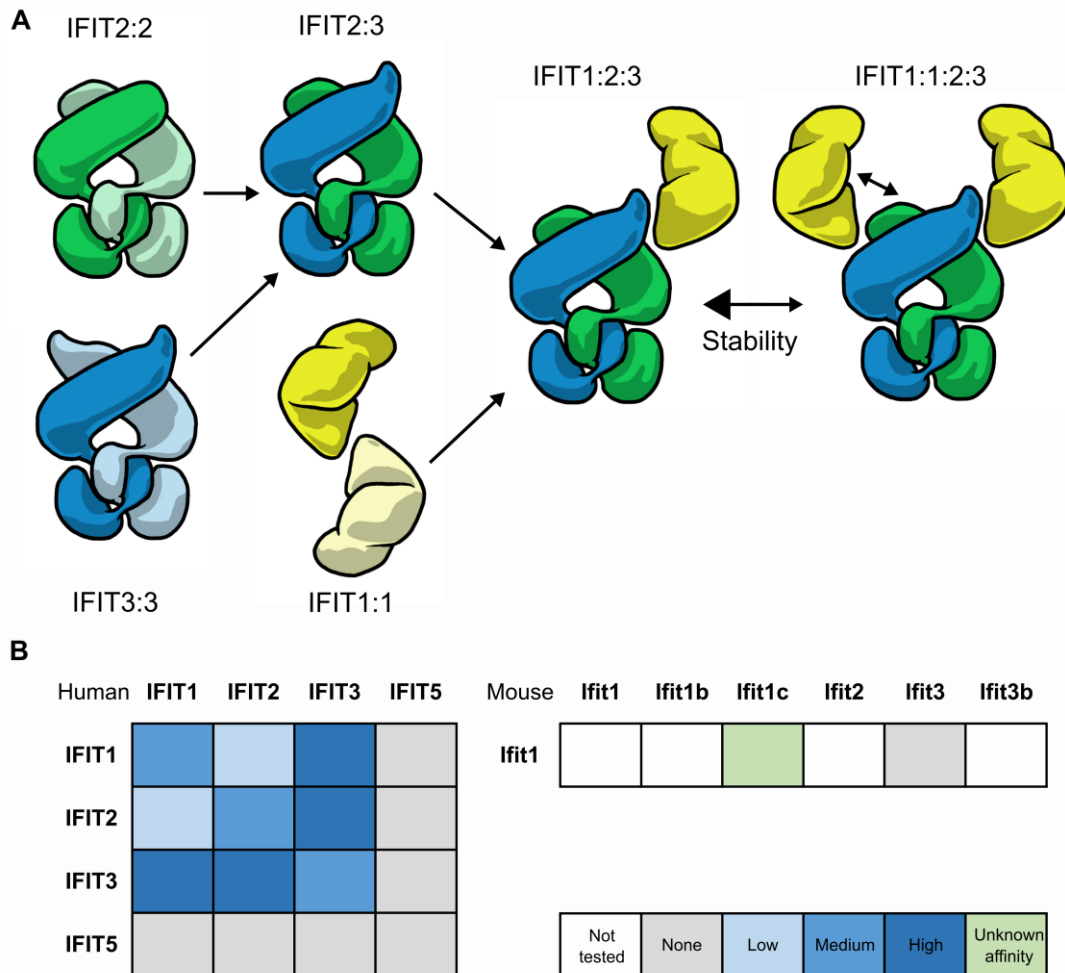 A
IFIT2:2
IFIT2:3
IFIT1:2:3
IFIT1:1:2:3
Stability
IFIT3:3
IFIT1:1
B
Human IFIT1 IFIT2 IFIT3 IFIT5
IFIT1
IFIT2
IFIT3
IFIT5
Mouse Ifit1 Ifit1b Ifit1c Ifit2 Ifit3 Ifit3b
Ifit1
Not tested
None
Low
Medium
High
Unknown affinity